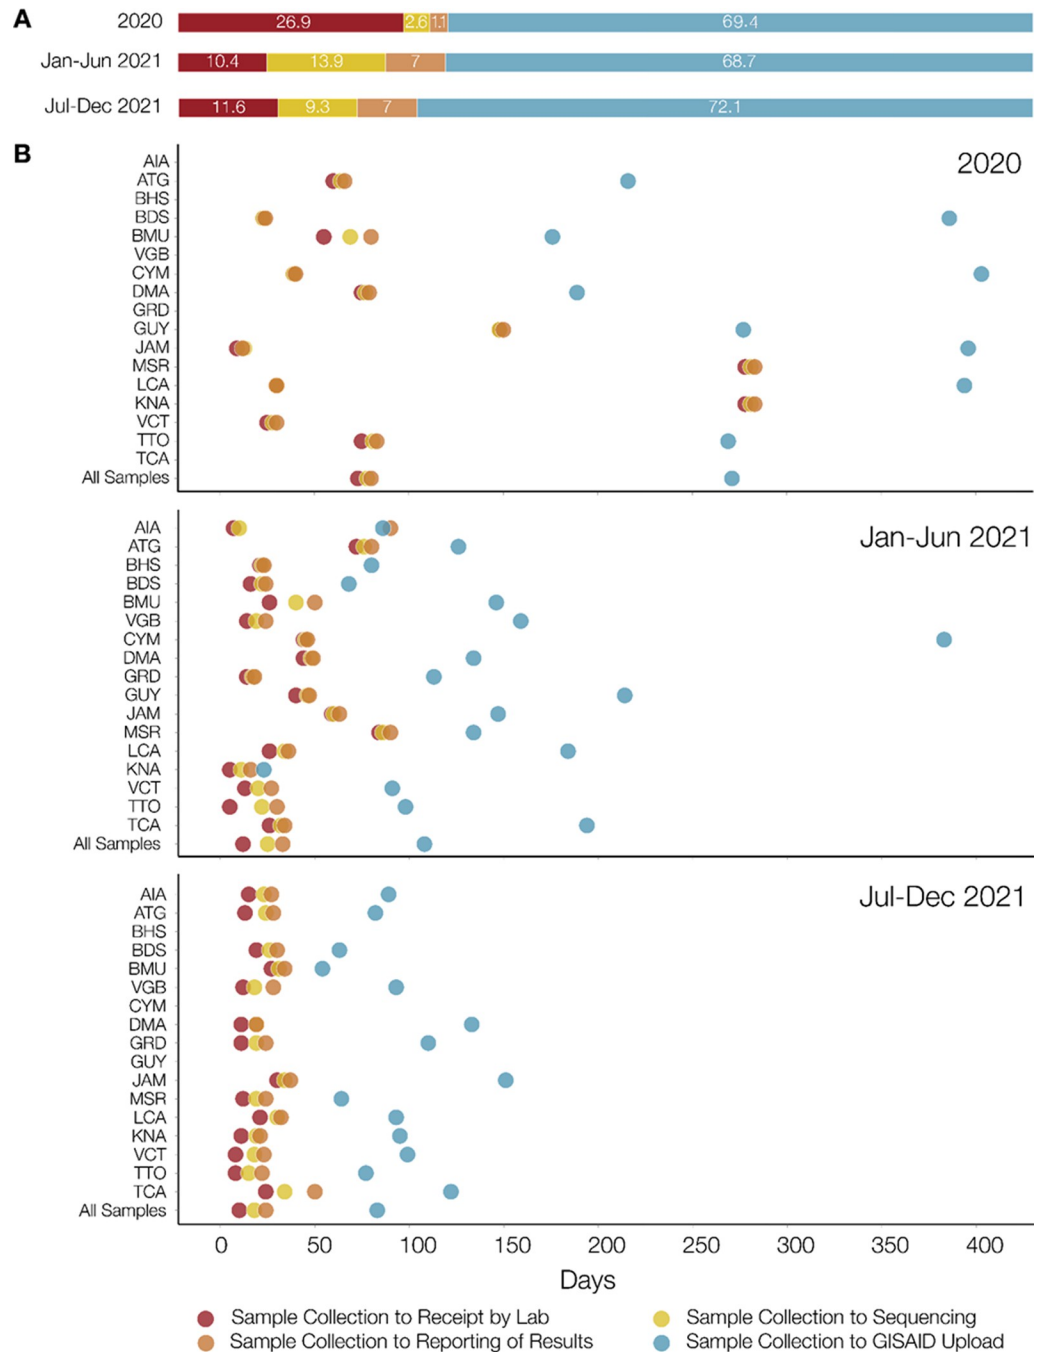 A
2020 26.9 2.6 1.1 69.4
Jan-Jun 2021 10.4 13.9 7 68.7
Jul-Dec 2021 11.6 9.3 7 72.1
B
2020
AIA
ATG
BHS
BDS
BMU
VGB
CYM
DMA
GRD
GUY
JAM
MSR
LCA
KNA
VCT
TTO
TCA
All Samples
Jan-Jun 2021
AIA
ATG
BHS
BDS
BMU
VGB
CYM
DMA
GRD
GUY
JAM
MSR
LCA
KNA
VCT
TTO
TCA
All Samples
Jul-Dec 2021
AIA
ATG
BHS
BDS
BMU
VGB
CYM
DMA
GRD
GUY
JAM
MSR
LCA
KNA
VCT
TTO
TCA
All Samples
0 50 100 150 200 250 300 350 400
Days
Sample Collection to Receipt by Lab
Sample Collection to Sequencing
Sample Collection to Reporting of Results
Sample Collection to GISAID Upload